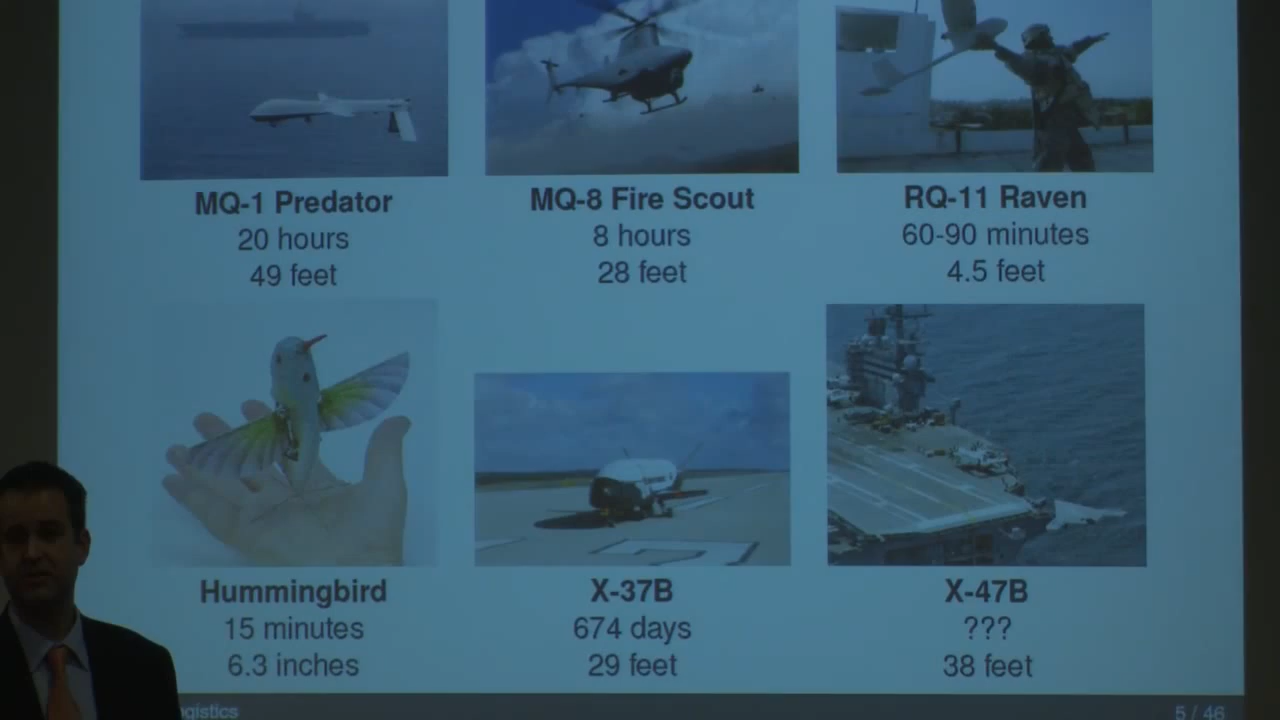 MQ-1 Predator
20 hours
49 feet
MQ-8 Fire Scout
8 hours
28 feet
RQ-11 Raven
60-90 minutes
4.5 feet
Hummingbird
15 minutes
6.3 inches
X-37B
674 days
29 feet
X-47B
???
38 feet
5 / 46